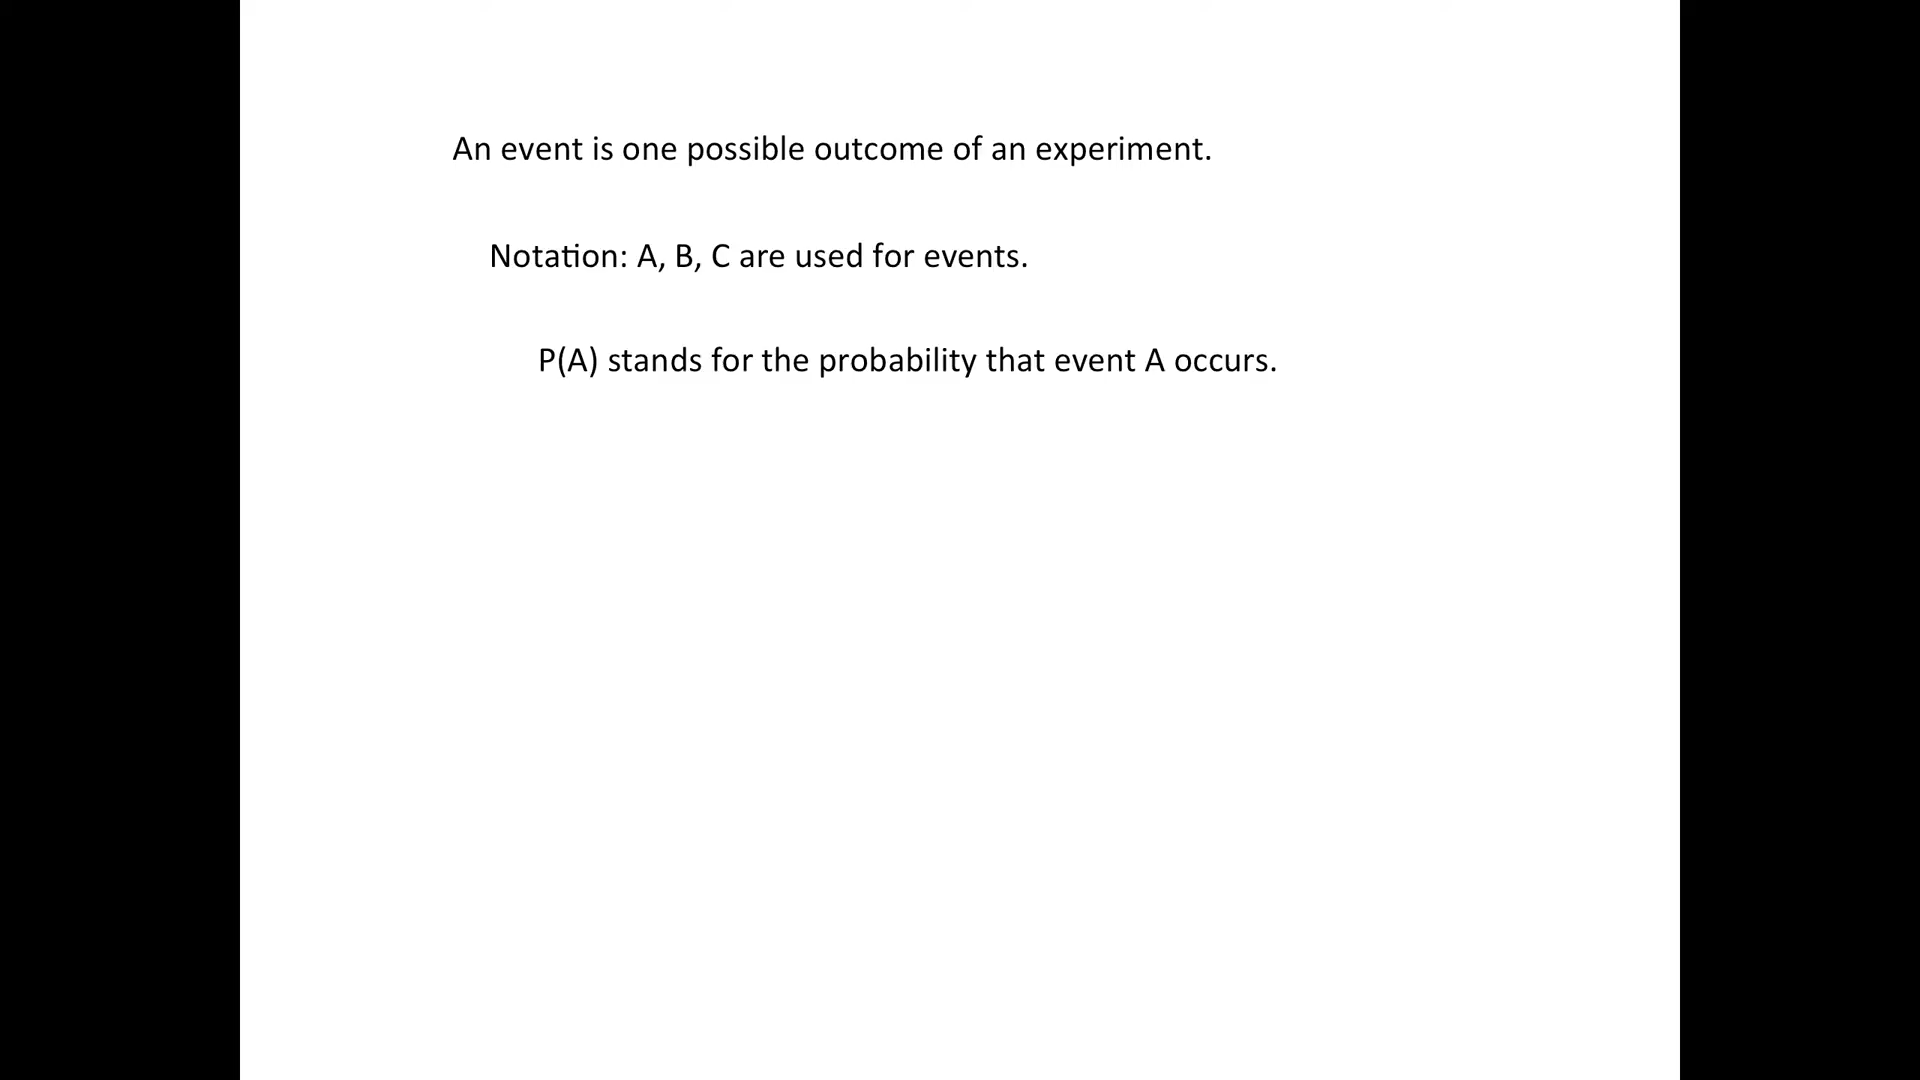 An event is one possible outcome of an experiment.
Notation: A, B, C are used for events.
P(A) stands for the probability that event A occurs.